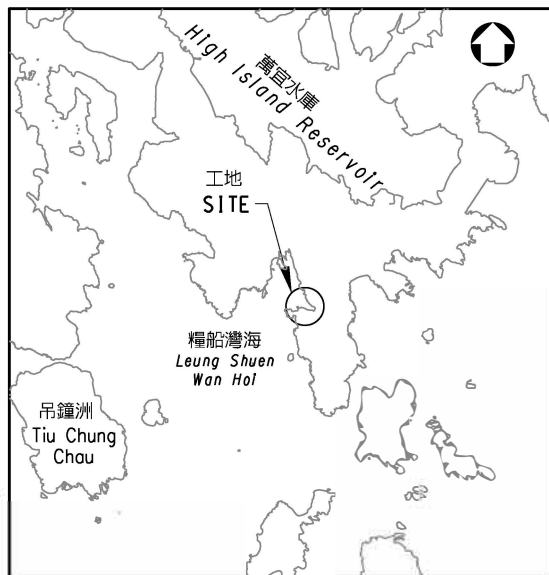 萬宜水庫
High Island Reservoir
工地
SITE
糧船灣海
Leung Shuen
Wan Hoi
吊鐘洲
Tiu Chung
Chau